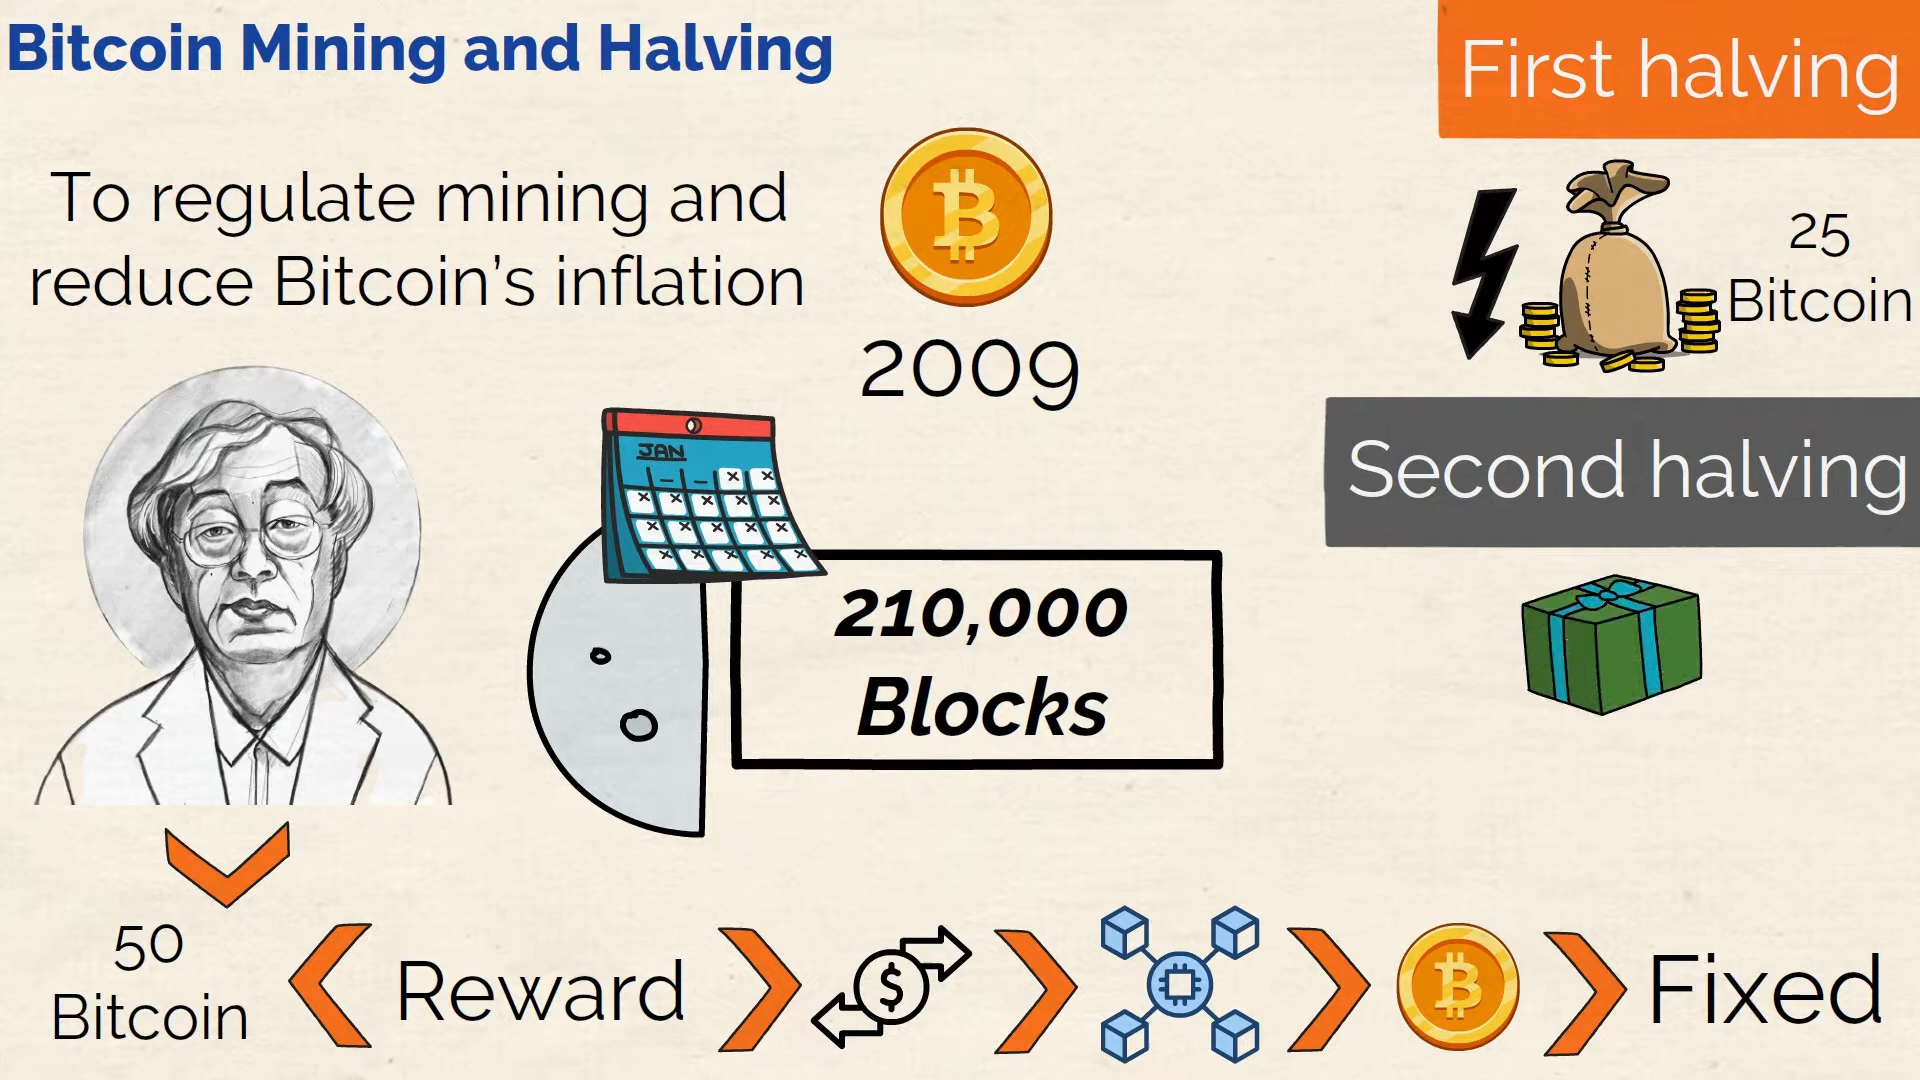 Bitcoin Mining and Halving
First halving
To regulate mining and
reduce Bitcoin's inflation
25
Bitcoin
2009
JAN
Second halving
210,000
Blocks
50
Bitcoin
Reward
$
Fixed